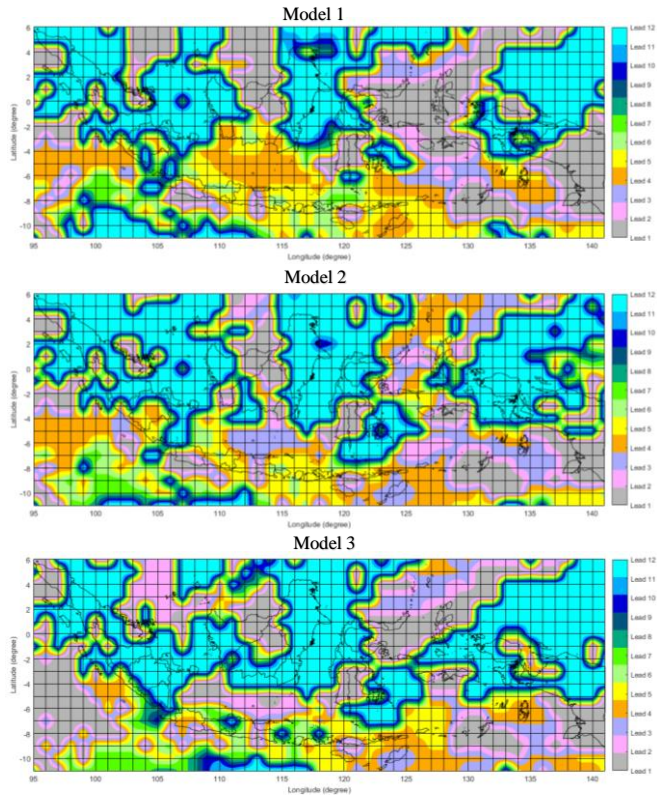 Model 1
6
4
2
0
-2
-4
-6
-8
-10
Latitude (degree)
95 100 105 110 115 120 125 130 135 140
Longitude (degree)
Lead 12
Lead 11
Lead 10
Lead 9
Lead 8
Lead 7
Lead 6
Lead 5
Lead 4
Lead 3
Lead 2
Lead 1
Model 2
6
4
2
0
-2
-4
-6
-8
-10
Latitude (degree)
95 100 105 110 115 120 125 130 135 140
Longitude (degree)
Lead 12
Lead 11
Lead 10
Lead 9
Lead 8
Lead 7
Lead 6
Lead 5
Lead 4
Lead 3
Lead 2
Lead 1
Model 3
6
4
2
0
-2
-4
-6
-8
-10
Latitude (degree)
95 100 105 110 115 120 125 130 135 140
Longitude (degree)
Lead 12
Lead 11
Lead 10
Lead 9
Lead 8
Lead 7
Lead 6
Lead 5
Lead 4
Lead 3
Lead 2
Lead 1